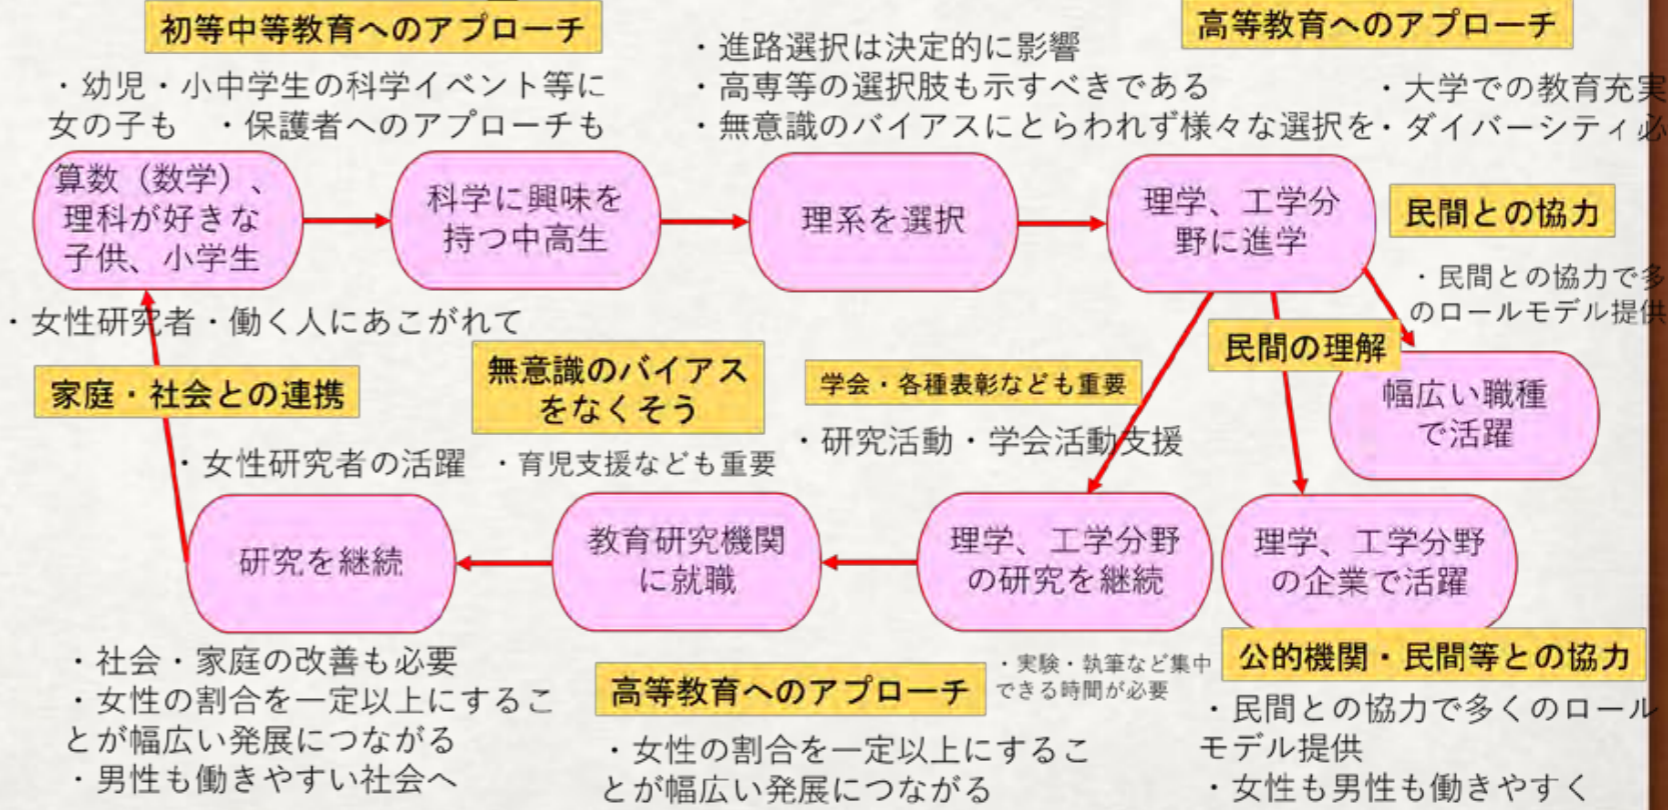 初等中等教育へのアプローチ
・幼児・小中学生の科学イベント等に
女の子も　・保護者へのアプローチも
・進路選択は決定的に影響
・高専等の選択肢も示すべきである
・無意識のバイアスにとらわれず様々な選択を
高等教育へのアプローチ
・大学での教育充実
・ダイバーシティ必
算数（数学）、
理科が好きな
子供、小学生
科学に興味を
持つ中高生
理系を選択
理学、工学分
野に進学
民間との協力
・民間との協力で多
のロールモデル提供
・女性研究者・働く人にあこがれて
家庭・社会との連携
無意識のバイアス
をなくそう
学会・各種表彰なども重要
民間の理解
幅広い職種
で活躍
・女性研究者の活躍
・育児支援なども重要
・研究活動・学会活動支援
研究を継続
教育研究機関
に就職
理学、工学分野
の研究を継続
理学、工学分野
の企業で活躍
・社会・家庭の改善も必要
・女性の割合を一定以上にするこ
とが幅広い発展につながる
・男性も働きやすい社会へ
高等教育へのアプローチ
・実験・執筆など集中
できる時間が必要
・女性の割合を一定以上にするこ
とが幅広い発展につながる
公的機関・民間等との協力
・民間との協力で多くのロール
モデル提供
・女性も男性も働きやすく